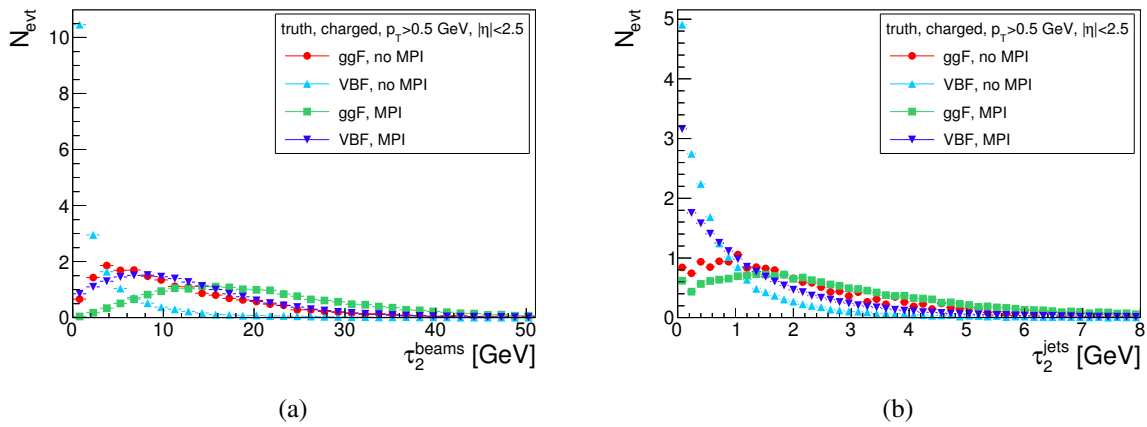 N_evt
10
8
6
4
2
0
truth, charged, p_T>0.5 GeV, |η|<2.5
ggF, no MPI
VBF, no MPI
ggF, MPI
VBF, MPI
0 10 20 30 40 50
τ_2^beams [GeV]
(a)
N_evt
5
4
3
2
1
0
truth, charged, p_T>0.5 GeV, |η|<2.5
ggF, no MPI
VBF, no MPI
ggF, MPI
VBF, MPI
0 1 2 3 4 5 6 7 8
τ_2^jets [GeV]
(b)